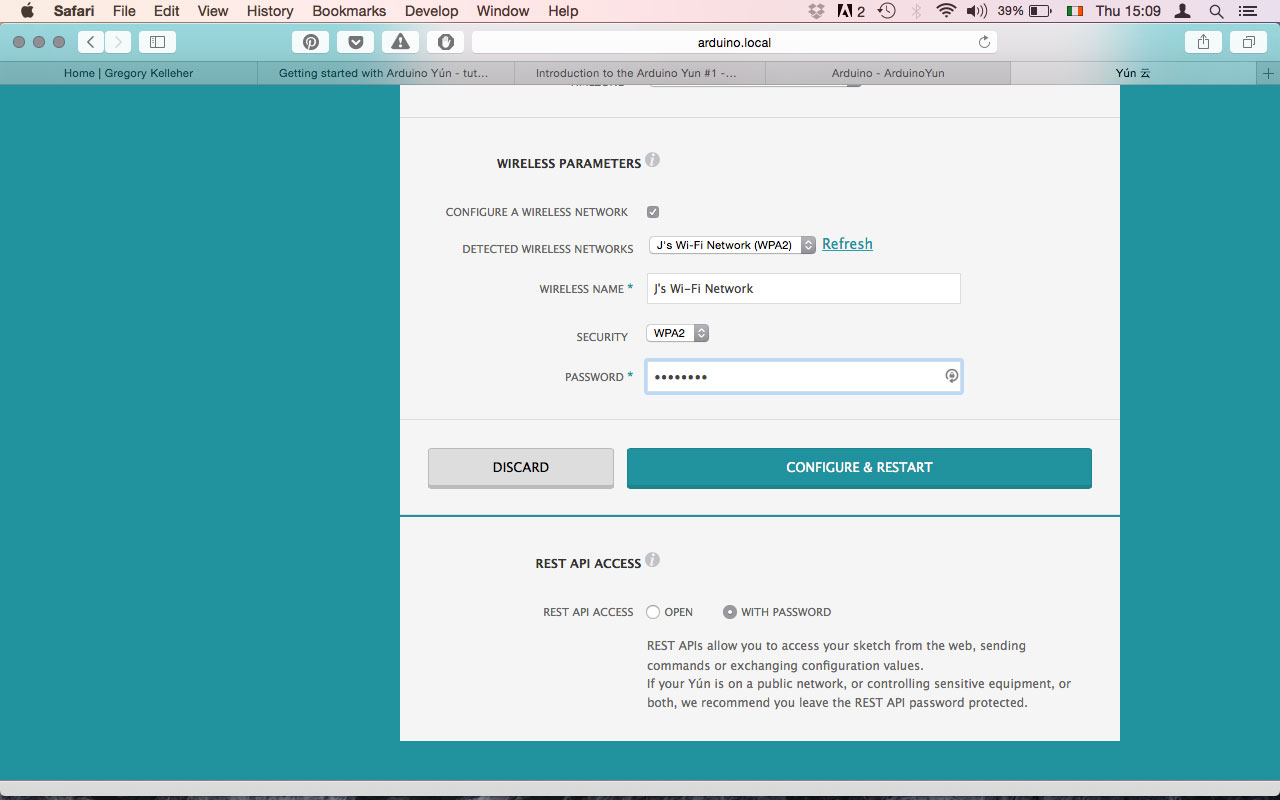 Safari File Edit View History Bookmarks Develop Window Help 2 39% Thu 15:09
arduino.local
Home | Gregory Kelleher Getting started with Arduino Yún - tut... Introduction to the Arduino Yun #1 -... Arduino - ArduinoYun Yún 云
WIRELESS PARAMETERS
CONFIGURE A WIRELESS NETWORK
DETECTED WIRELESS NETWORKS J's Wi-Fi Network (WPA2) Refresh
WIRELESS NAME * J's Wi-Fi Network
SECURITY WPA2
PASSWORD * ••••••••
DISCARD CONFIGURE & RESTART
REST API ACCESS
REST API ACCESS OPEN WITH PASSWORD
REST APIs allow you to access your sketch from the web, sending
commands or exchanging configuration values.
If your Yún is on a public network, or controlling sensitive equipment, or
both, we recommend you leave the REST API password protected.